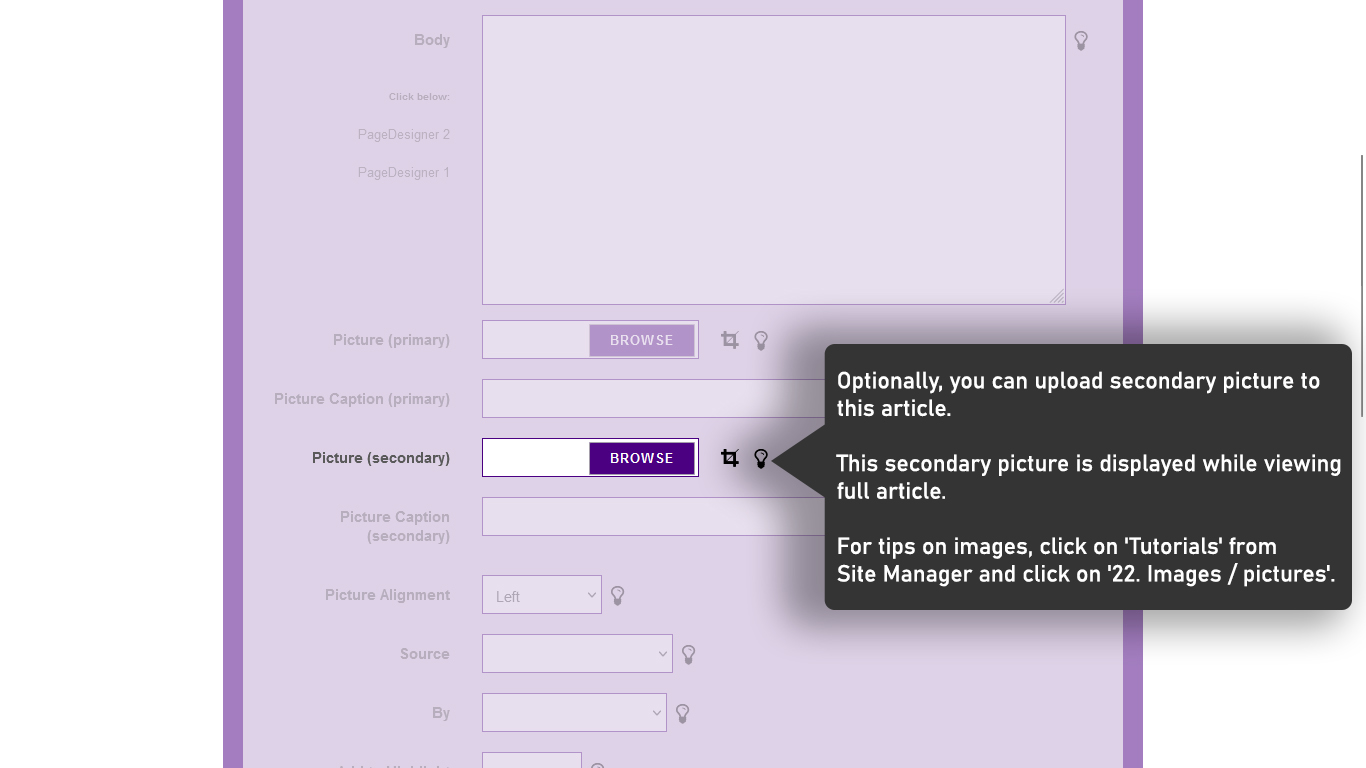 Body
Click below:
PageDesigner 2
PageDesigner 1
Picture (primary)
BROWSE
Picture Caption (primary)
Picture (secondary)
BROWSE
Optionally, you can upload secondary picture to
this article.
This secondary picture is displayed while viewing
full article.
For tips on images, click on 'Tutorials' from
Site Manager and click on '22. Images / pictures'.
Picture Caption
(secondary)
Picture Alignment
Left
Source
By